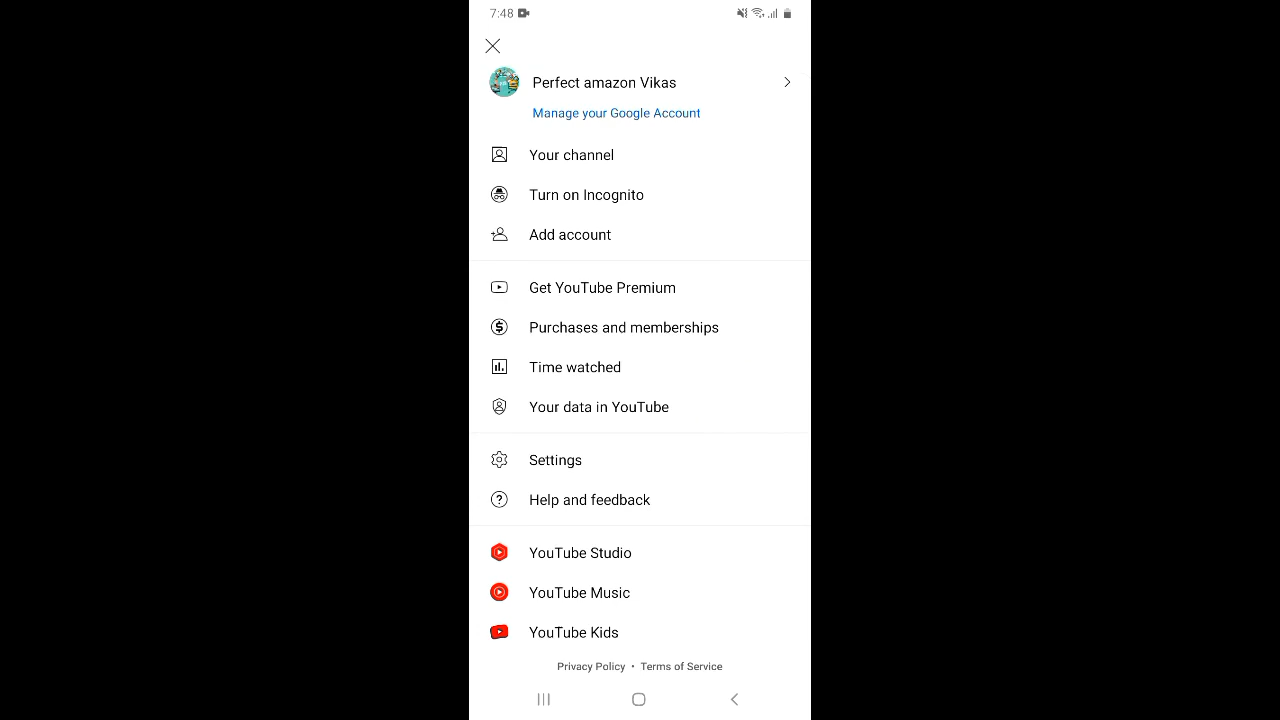 7:48
Perfect amazon Vikas
Manage your Google Account
Your channel
Turn on Incognito
Add account
Get YouTube Premium
Purchases and memberships
Time watched
Your data in YouTube
Settings
Help and feedback
YouTube Studio
YouTube Music
YouTube Kids
Privacy Policy • Terms of Service